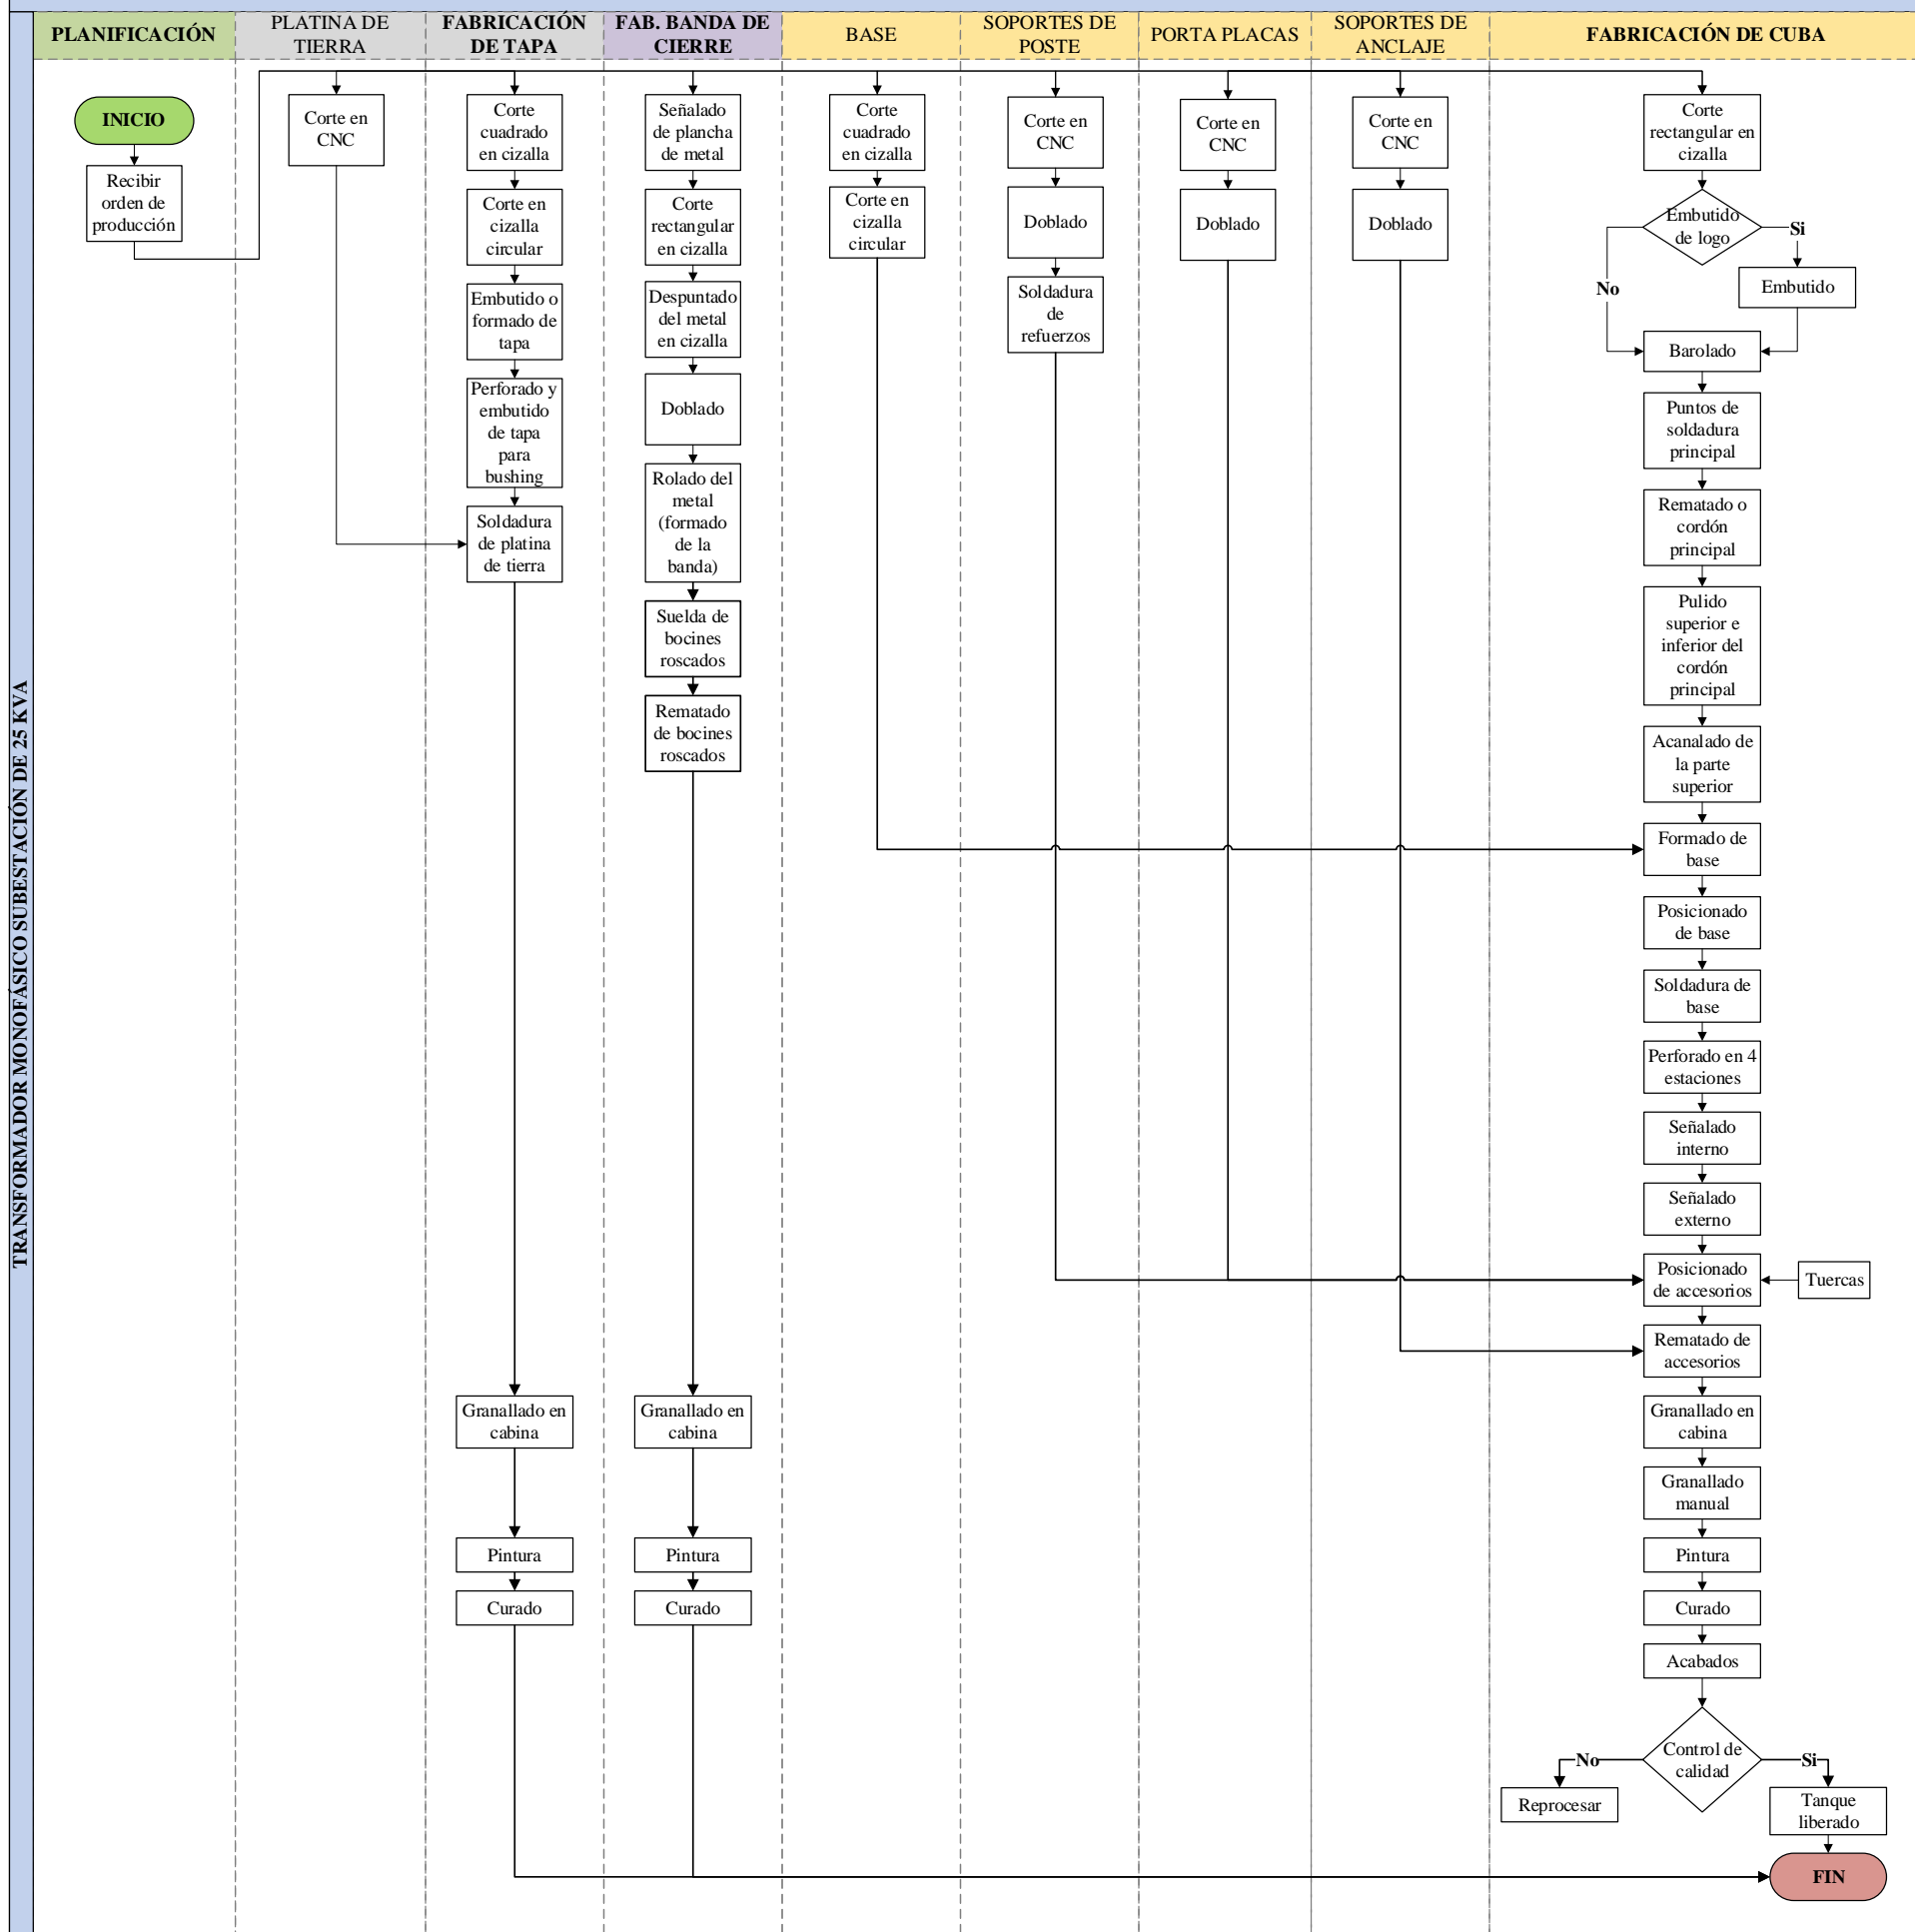 TRANSFORMADOR MONOFÁSICO SUBESTACIÓN DE 25 KVA
PLANIFICACIÓN
INICIO
Recibir
orden de
producción
PLATINA DE
TIERRA
Corte en
CNC
FABRICACIÓN
DE TAPA
Corte
cuadrado
en cizalla
Corte en
cizalla
circular
Embutido o
formado de
tapa
Perforado y
embutido
de tapa
para
bushing
Soldadura
de platina
de tierra
Granallado en
cabina
Pintura
Curado
FAB. BANDA DE
CIERRE
Señalado
de plancha
de metal
Corte
rectangular
en cizalla
Despuntado
del metal
en cizalla
Doblado
Rolado del
metal
(formado
de la
banda)
Suelda de
bocines
roscados
Rematado
de bocines
roscados
Granallado en
cabina
Pintura
Curado
BASE
Corte
cuadrado
en cizalla
Corte en
cizalla
circular
SOPORTES DE
POSTE
Corte en
CNC
Doblado
Soldadura
de
refuerzos
PORTA PLACAS
Corte en
CNC
Doblado
SOPORTES DE
ANCLAJE
Corte en
CNC
Doblado
FABRICACIÓN DE CUBA
Corte
rectangular en
cizalla
Embutido
de logo
Si
No
Embutido
Barolado
Puntos de
soldadura
principal
Rematado o
cordón
principal
Pulido
superior e
inferior del
cordón
principal
Acanalado de
la parte
superior
Formado de
base
Posicionado
de base
Soldadura de
base
Perforado en 4
estaciones
Señalado
interno
Señalado
externo
Posicionado
de accesorios
Tuercas
Rematado de
accesorios
Granallado en
cabina
Granallado
manual
Pintura
Curado
Acabados
Control de
calidad
No
Si
Reprocesar
Tanque
liberado
FIN